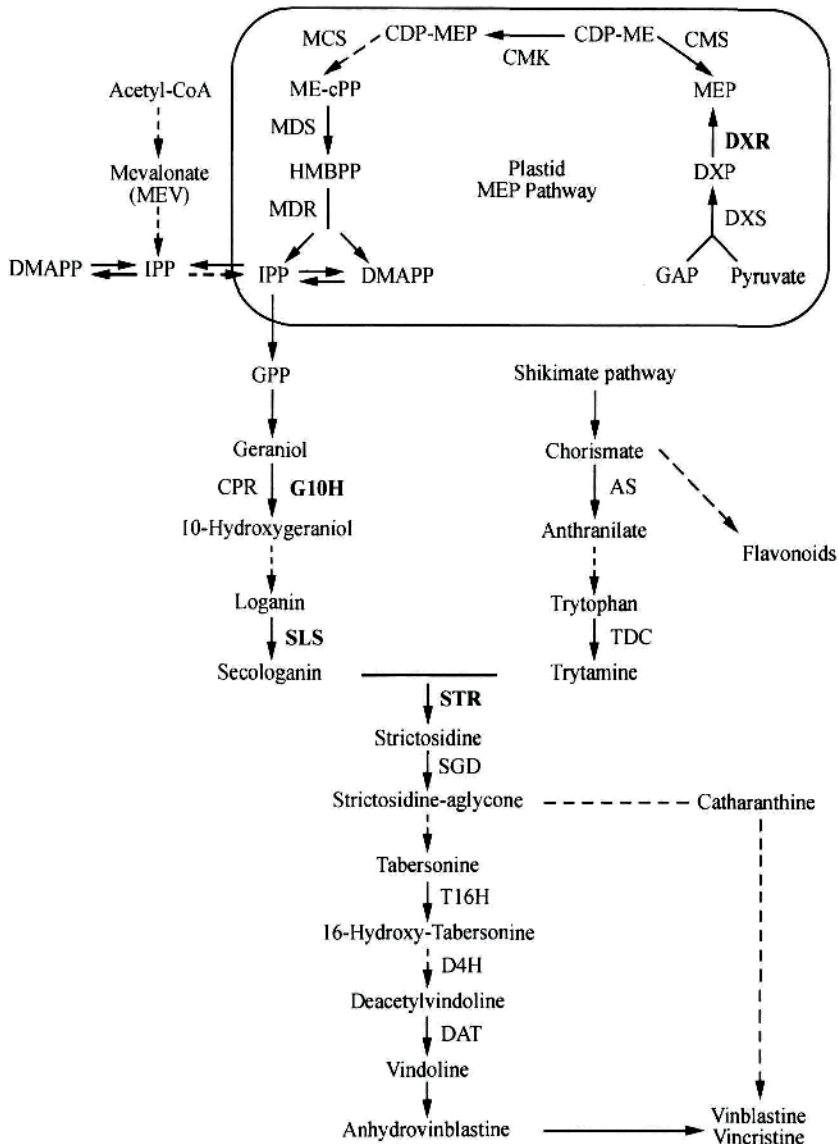 MCS CDP-MEP CDP-ME CMS
CMK
Acetyl-CoA ME-cPP MEP
MDS DXR
Mevalonate HMBPP Plastid DXP
(MEV) MEP Pathway
MDR DXS
DMAPP IPP IPP DMAPP GAP Pyruvate
GPP Shikimate pathway
Geraniol Chorismate
CPR G10H AS
10-Hydroxygeraniol Anthranilate
Flavonoids
Loganin Trytophan
SLS TDC
Secologanin Trytamine
STR
Strictosidine
SGD
Strictosidine-aglycone Catharanthine
Tabersonine
T16H
16-Hydroxy-Tabersonine
D4H
Deacetylvindoline
DAT
Vindoline
Anhydrovinblastine Vinblastine
Vincristine